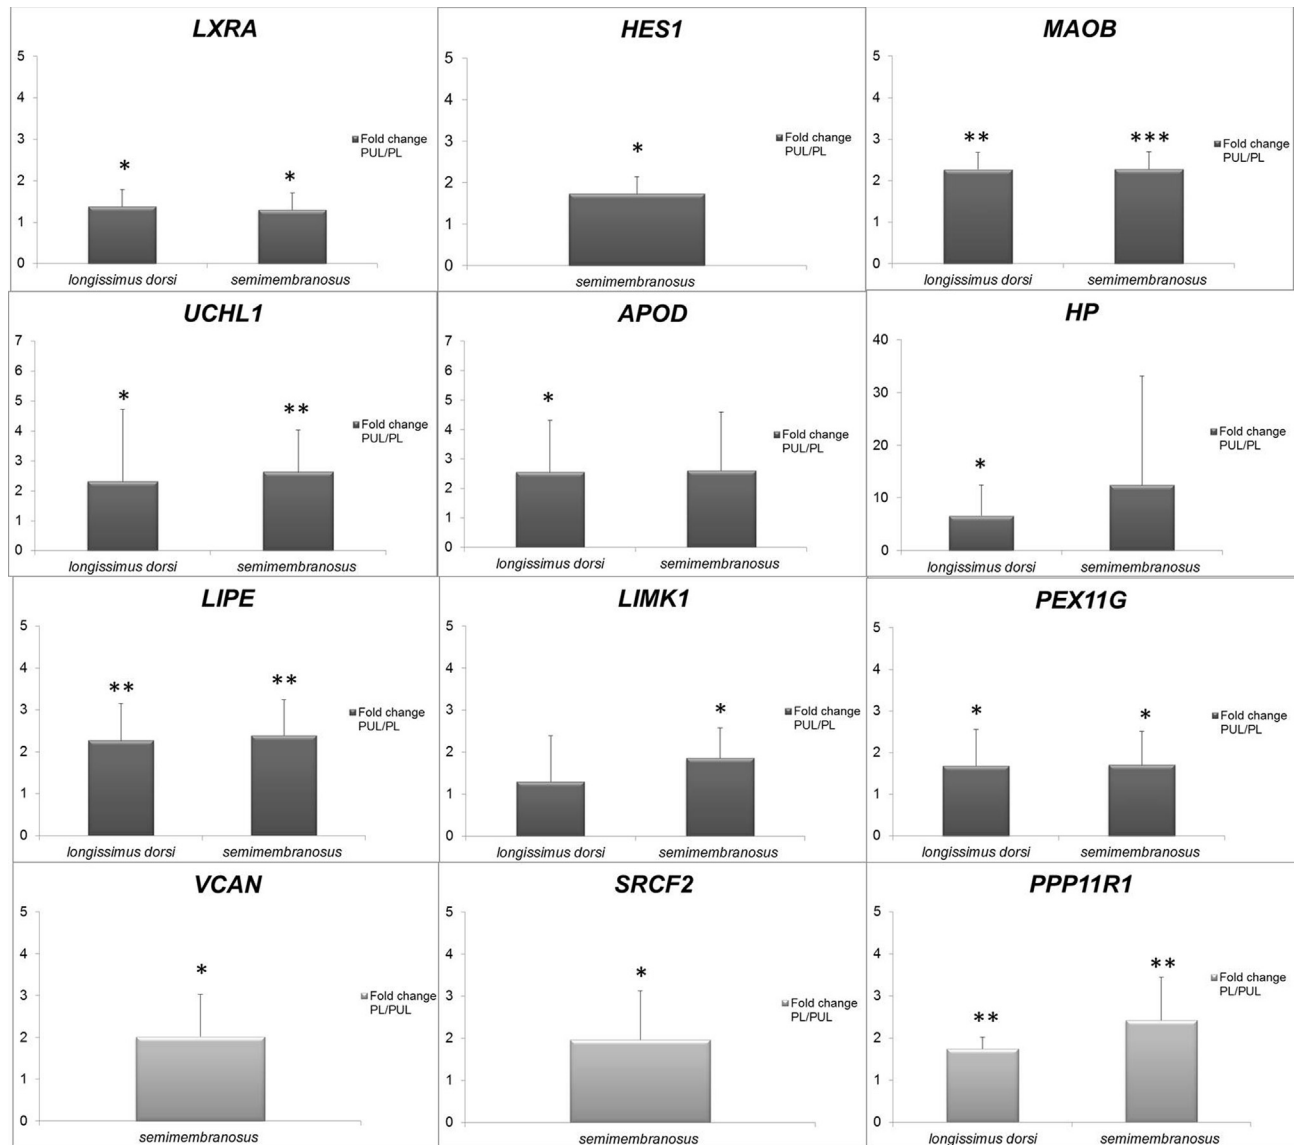 LXRA
5
4
3
2
1
0
*
*
longissimus dorsi semimembranosus
Fold change
PUL/PL
HES1
5
4
3
2
1
0
*
semimembranosus
Fold change
PUL/PL
MAOB
5
4
3
2
1
0
**
***
longissimus dorsi semimembranosus
Fold change
PUL/PL
UCHL1
7
6
5
4
3
2
1
0
*
**
longissimus dorsi semimembranosus
Fold change
PUL/PL
APOD
7
6
5
4
3
2
1
0
*
longissimus dorsi semimembranosus
Fold change
PUL/PL
HP
40
30
20
10
0
*
longissimus dorsi semimembranosus
Fold change
PUL/PL
LIPE
5
4
3
2
1
0
**
**
longissimus dorsi semimembranosus
Fold change
PUL/PL
LIMK1
5
4
3
2
1
0
*
longissimus dorsi semimembranosus
Fold change
PUL/PL
PEX11G
5
4
3
2
1
0
*
*
longissimus dorsi semimembranosus
Fold change
PUL/PL
VCAN
5
4
3
2
1
0
*
semimembranosus
Fold change
PL/PUL
SRCF2
5
4
3
2
1
0
*
semimembranosus
Fold change
PL/PUL
PPP11R1
5
4
3
2
1
0
**
**
longissimus dorsi semimembranosus
Fold change
PL/PUL